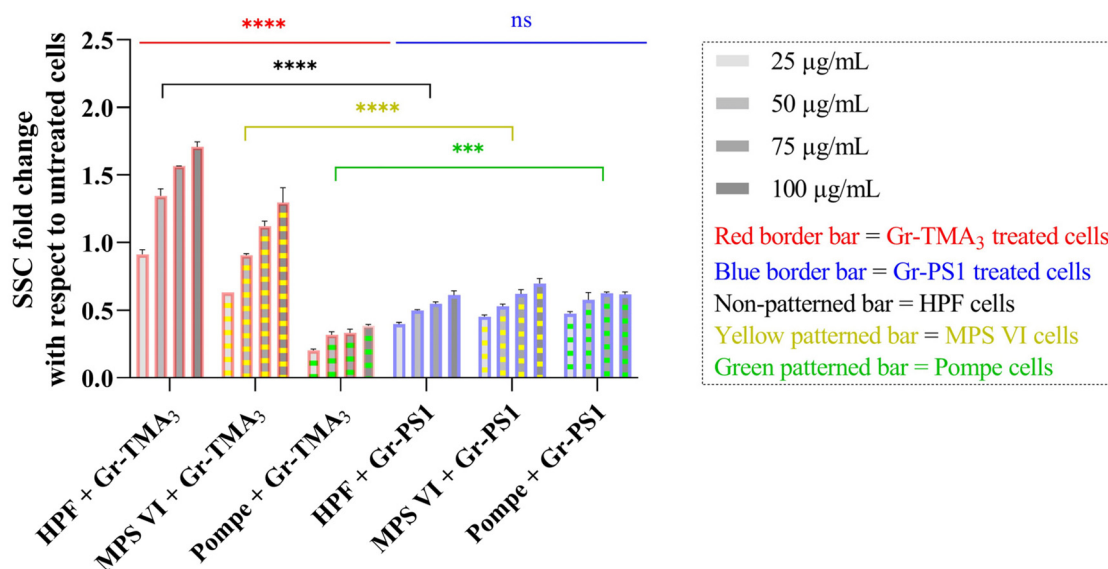 **** ns
2.5
2.0
1.5
1.0
0.5
0.0
SSC fold change
with respect to untreated cells
****
****
***
HPF + Gr-TMA₃
MPS VI + Gr-TMA₃
Pompe + Gr-TMA₃
HPF + Gr-PS1
MPS VI + Gr-PS1
Pompe + Gr-PS1
25 µg/mL
50 µg/mL
75 µg/mL
100 µg/mL
Red border bar = Gr-TMA₃ treated cells
Blue border bar = Gr-PS1 treated cells
Non-patterned bar = HPF cells
Yellow patterned bar = MPS VI cells
Green patterned bar = Pompe cells